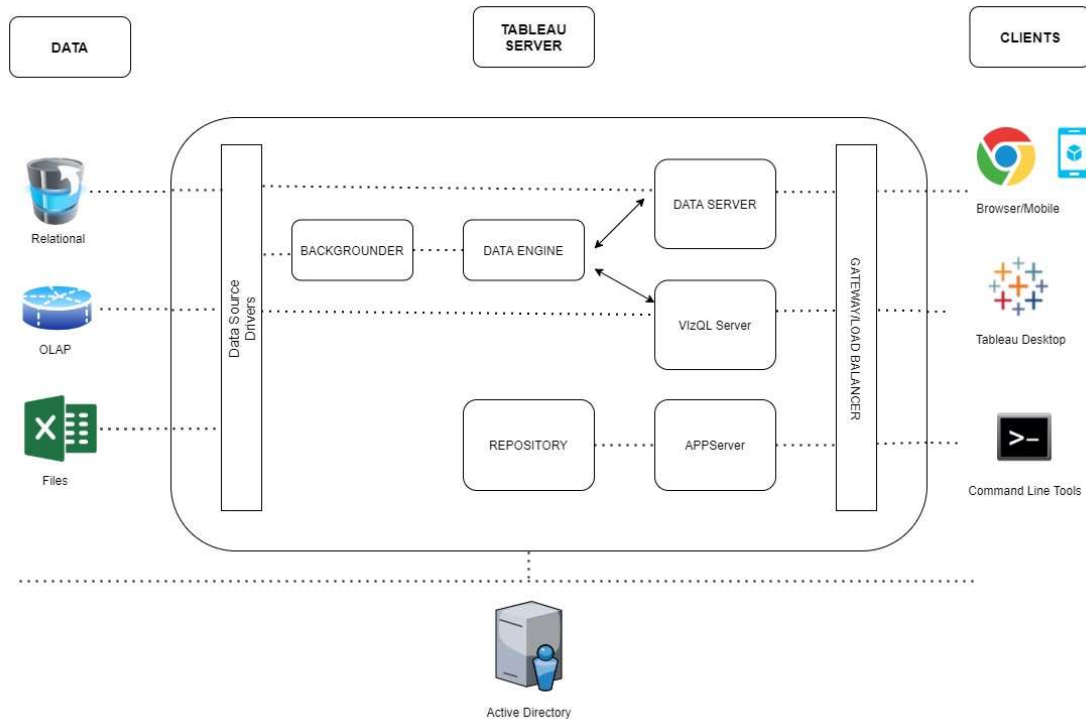 DATA
TABLEAU
SERVER
CLIENTS
Relational
OLAP
Files
Data Source
Drivers
BACKGROUNDER
DATA ENGINE
DATA SERVER
VIzQL Server
REPOSITORY
APPServer
GATEWAY/LOAD BALANCER
Browser/Mobile
Tableau Desktop
Command Line Tools
Active Directory